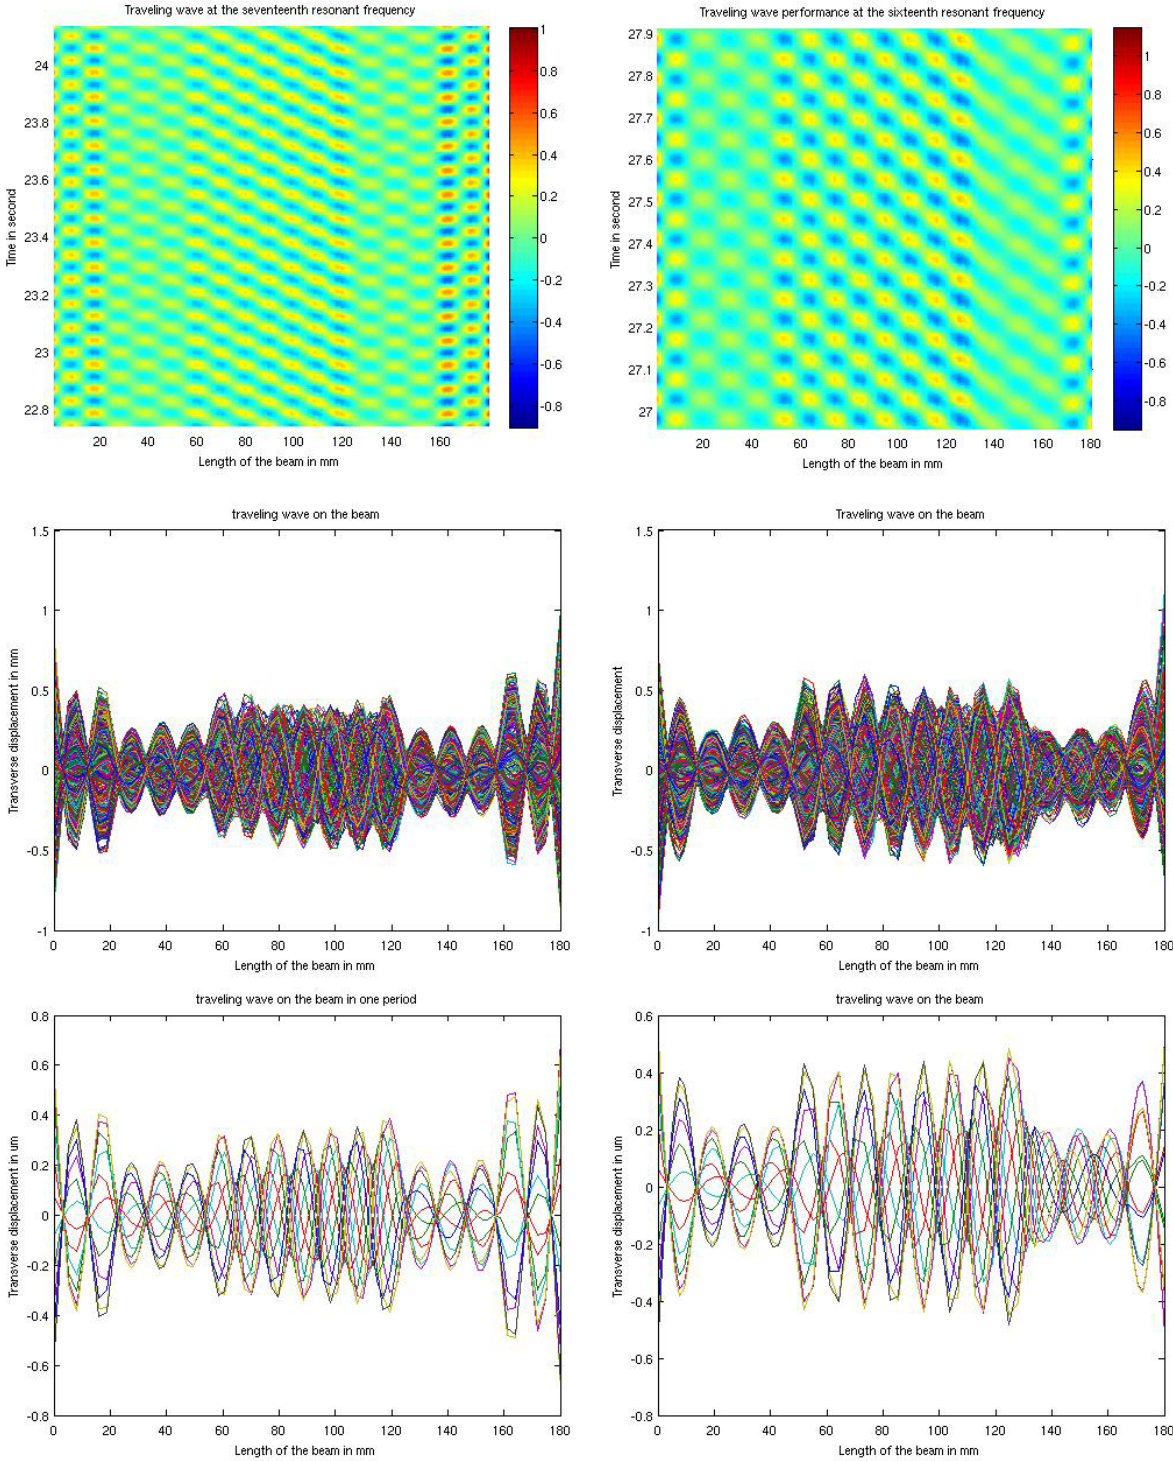 Traveling wave at the seventeenth resonant frequency
Time in second
24
23.8
23.6
23.4
23.2
23
22.8
20 40 60 80 100 120 140 160
Length of the beam in mm
1
0.8
0.6
0.4
0.2
0
-0.2
-0.4
-0.6
-0.8
Traveling wave performance at the sixteenth resonant frequency
Time in second
27.9
27.8
27.7
27.6
27.5
27.4
27.3
27.2
27.1
27
20 40 60 80 100 120 140 160 180
Length of the beam in mm
1
0.8
0.6
0.4
0.2
0
-0.2
-0.4
-0.6
-0.8
traveling wave on the beam
Transverse displacement in mm
1.5
1
0.5
0
-0.5
-1
0 20 40 60 80 100 120 140 160 180
Length of the beam in mm
Traveling wave on the beam
Transverse displacement
1.5
1
0.5
0
-0.5
-1
0 20 40 60 80 100 120 140 160 180
Length of the beam in mm
traveling wave on the beam in one period
Transverse displacement in um
0.8
0.6
0.4
0.2
0
-0.2
-0.4
-0.6
-0.8
0 20 40 60 80 100 120 140 160 180
Length of the beam in mm
traveling wave on the beam
Transverse displacement in um
0.6
0.4
0.2
0
-0.2
-0.4
-0.6
-0.8
0 20 40 60 80 100 120 140 160 180
Length of the beam in mm